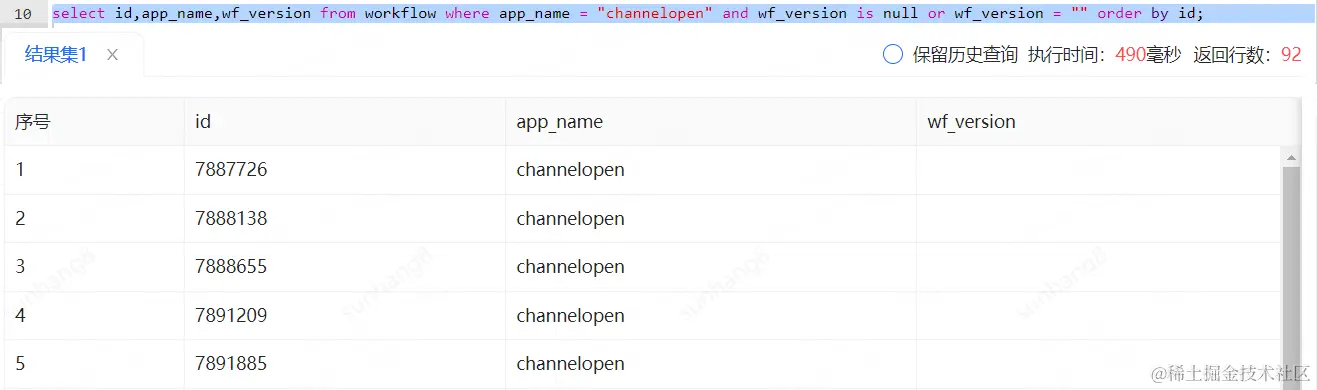 10 select id,app_name,wf_version from workflow where app_name = "channelopen" and wf_version is null or wf_version = "" order by id;
结果集1 × 保留历史查询 执行时间：490毫秒 返回行数：92
序号 id app_name wf_version
1 7887726 channelopen
2 7888138 channelopen
3 7888655 channelopen
4 7891209 channelopen
5 7891885 channelopen
@稀土掘金技术社区